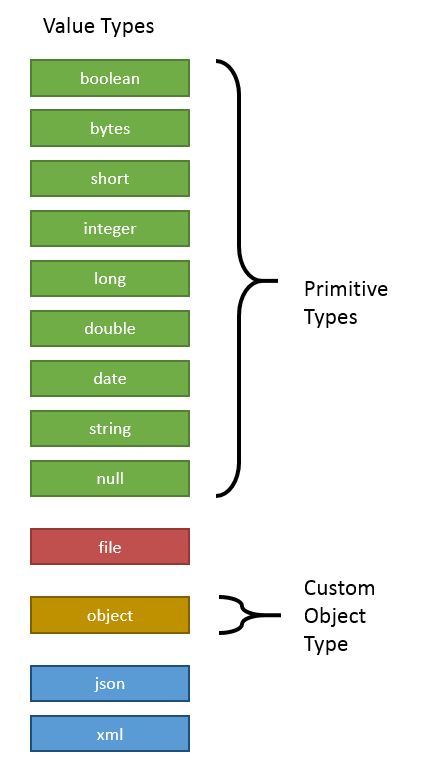 Value Types
boolean
bytes
short
integer
long
double
date
string
null
Primitive
Types
file
object
Custom
Object
Type
json
xml